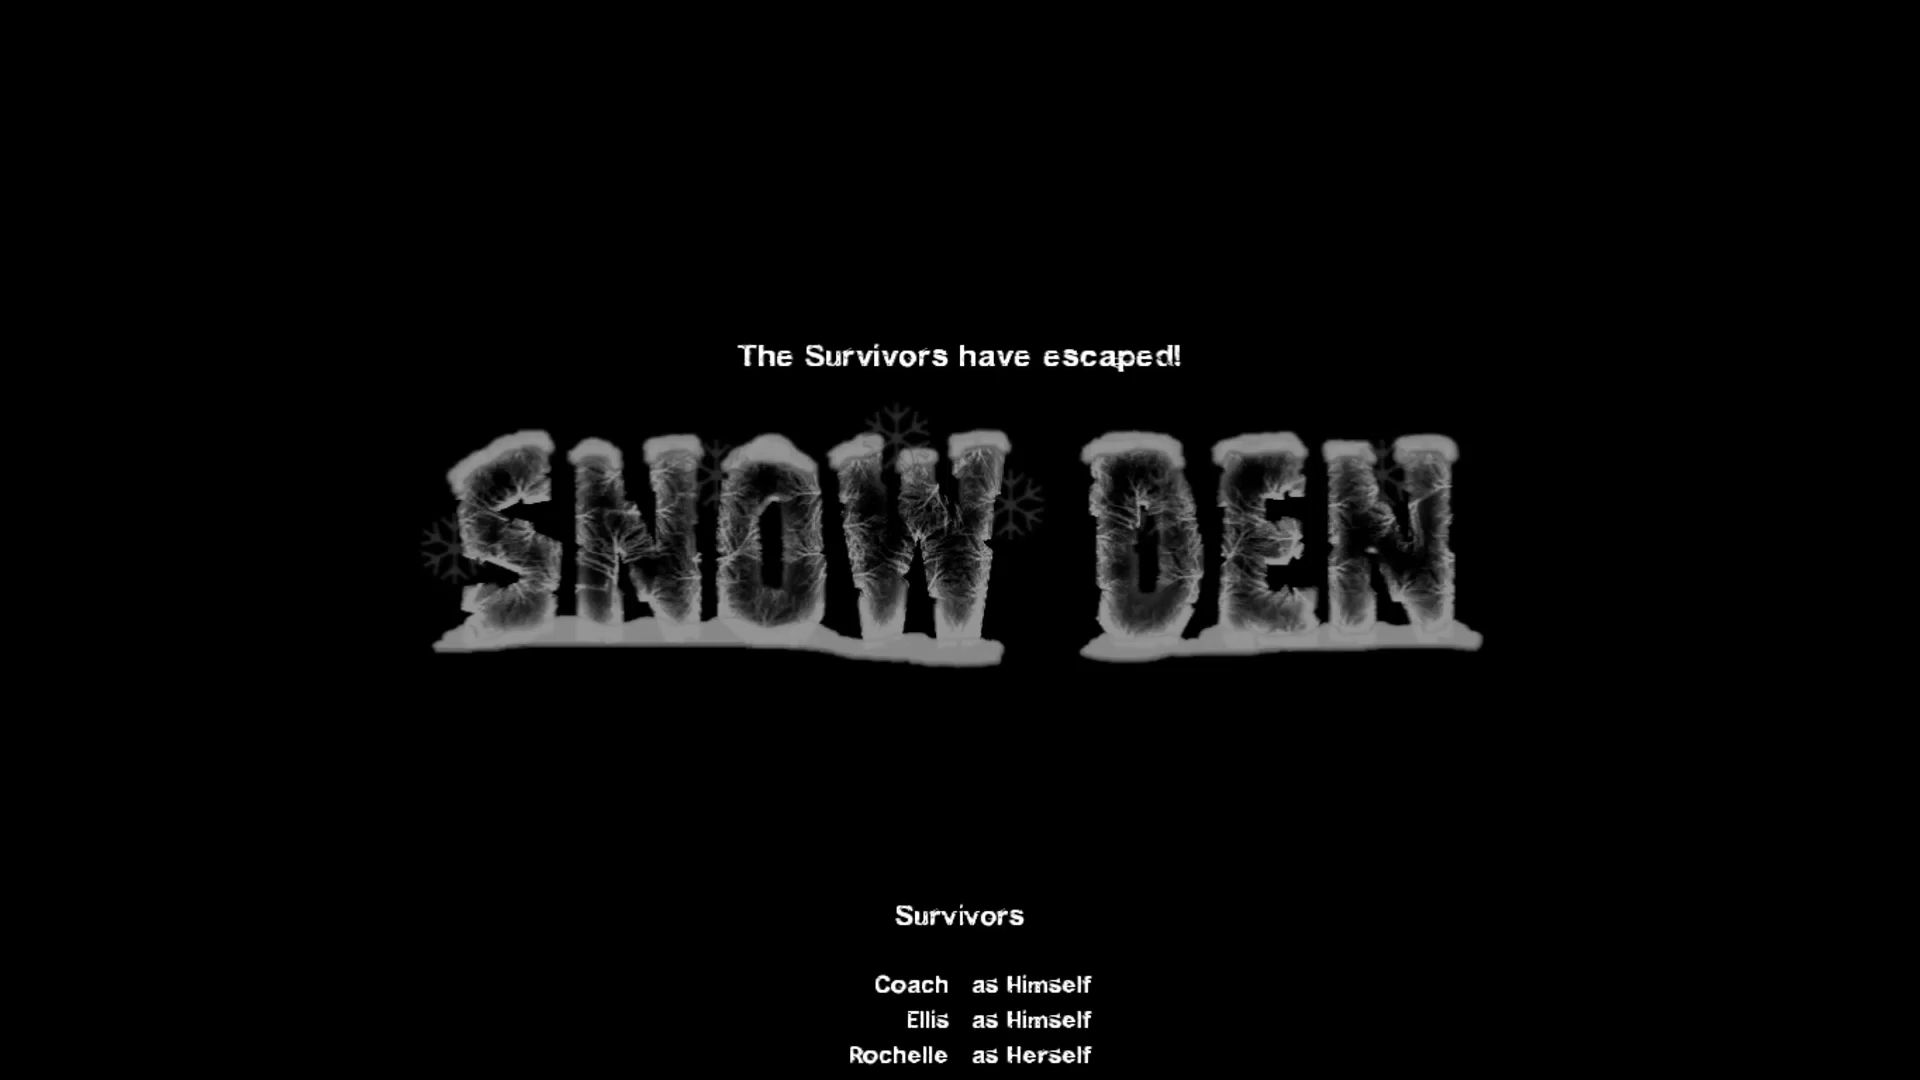 The Survivors have escaped!
SNOW DEN
Survivors
Coach as Himself
Ellis as Himself
Rochelle as Herself